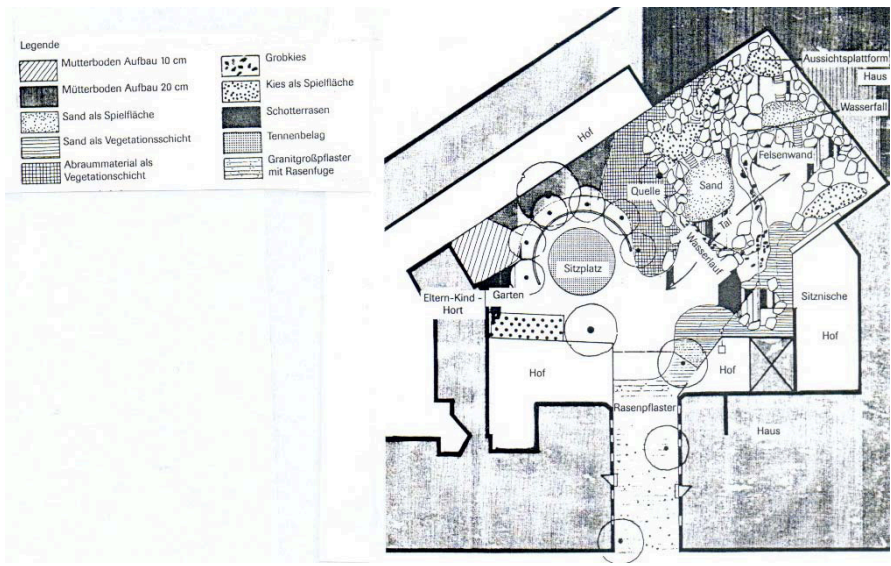 Legende
Mutterboden Aufbau 10 cm
Mütterboden Aufbau 20 cm
Sand als Spielfläche
Sand als Vegetationsschicht
Abraummaterial als
Vegetationschicht
Grobkies
Kies als Spielfläche
Schotterrasen
Tennenbelag
Granitgroßpflaster
mit Rasenfuge
Aussichtsplattform
Haus
Wasserfall
Hof
Felsenwand
Quelle
Sand
Tal
Wasserlauf
Sitzplatz
Eltern-Kind -
Hort
Garten
Sitznische
Hof
Hof
Hof
Rasenpflaster
Haus